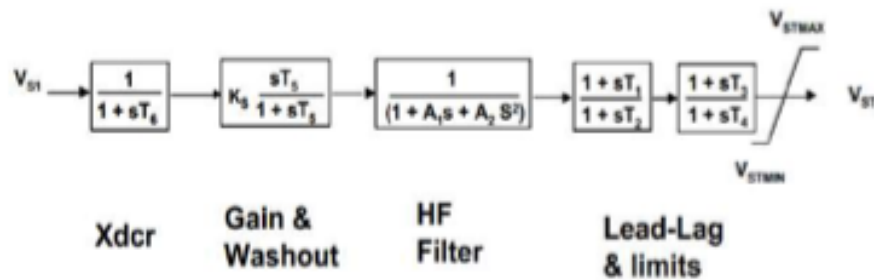 V_STMAX
V_S1
1
1 + sT_6
K_S sT_5
1 + sT_5
1
(1 + A_1s + A_2 S^2)
1 + sT_1
1 + sT_2
1 + sT_3
1 + sT_4
V_ST
V_STMIN
Xdcr
Gain &
Washout
HF
Filter
Lead-Lag
& limits